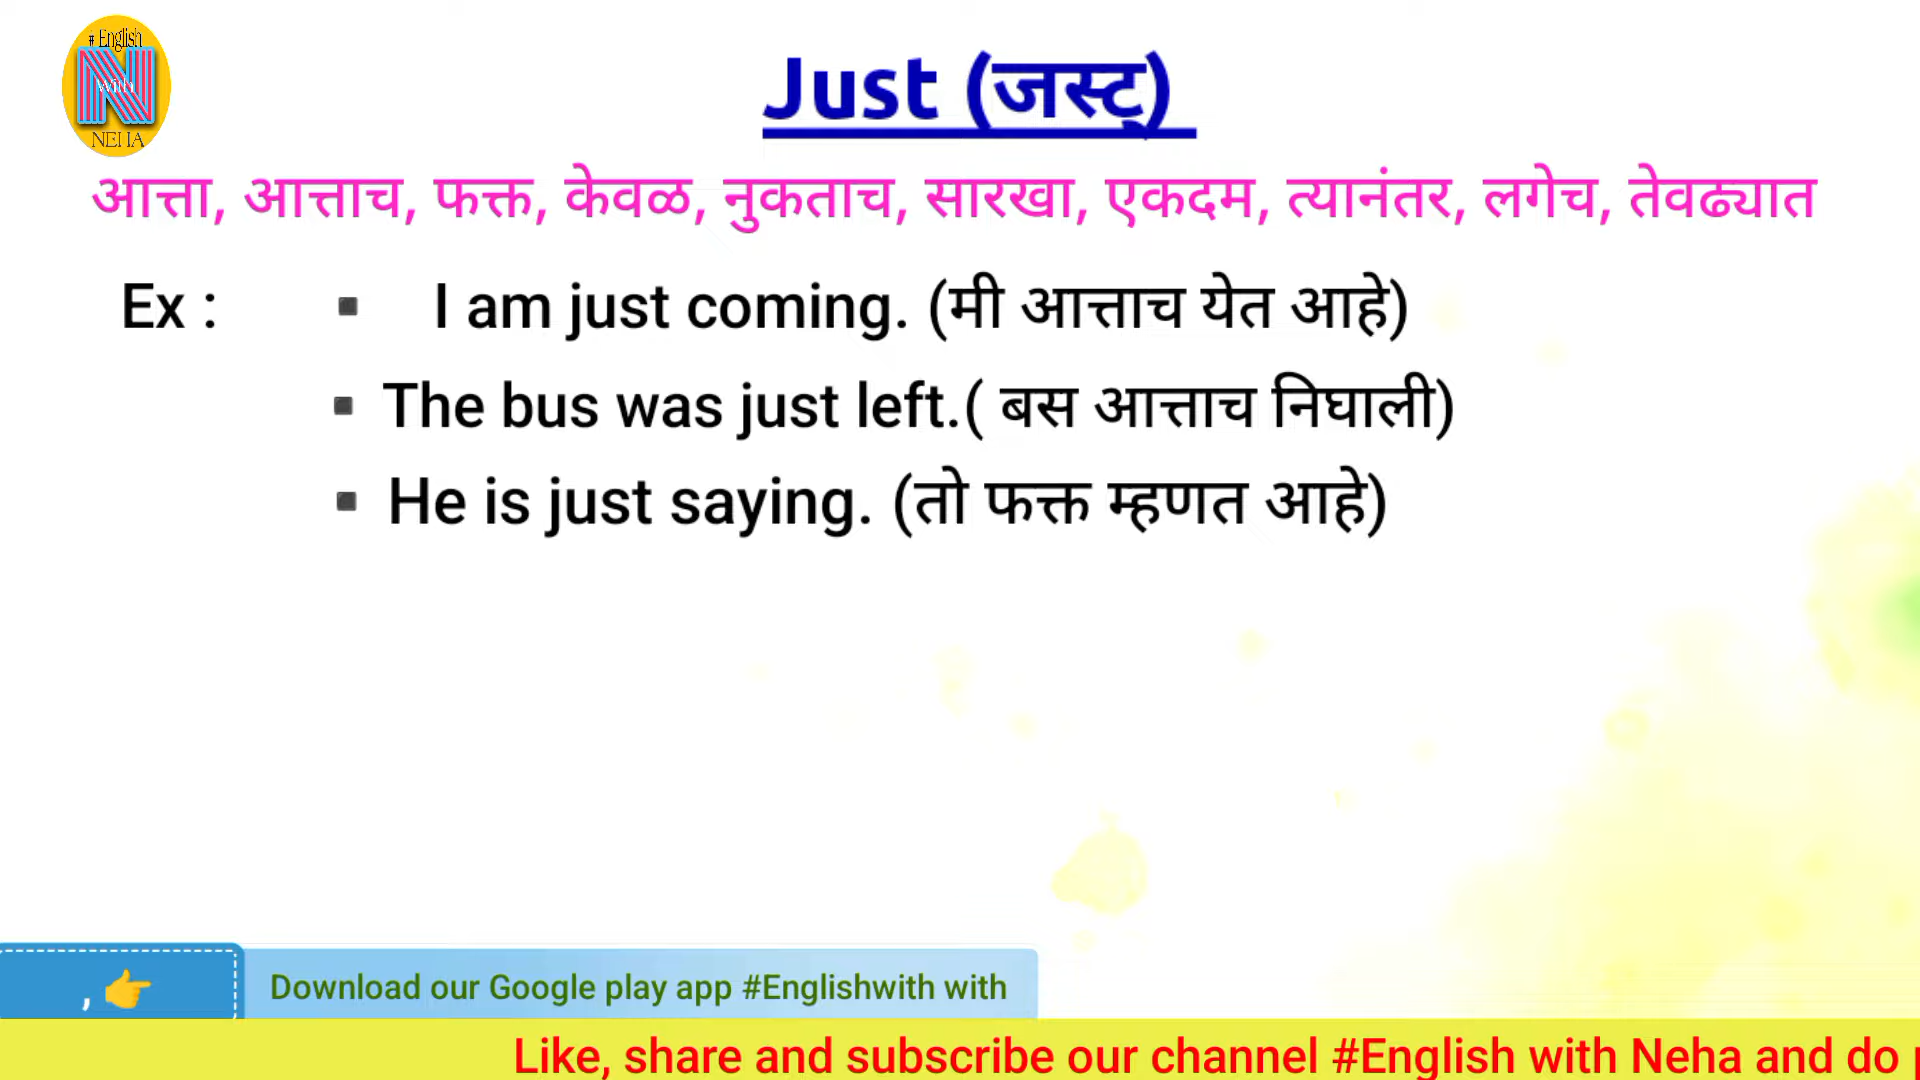 # English
With
NEHA
Just (जस्ट्)
आत्ता, आत्ताच, फक्त, केवळ, नुकताच, सारखा, एकदम, त्यानंतर, लगेच, तेवढ्यात
Ex : ▪ I am just coming. (मी आत्ताच येत आहे)
▪ The bus was just left.( बस आत्ताच निघाली)
▪ He is just saying. (तो फक्त म्हणत आहे)
, 👉 Download our Google play app #Englishwith with
Like, share and subscribe our channel #English with Neha and do